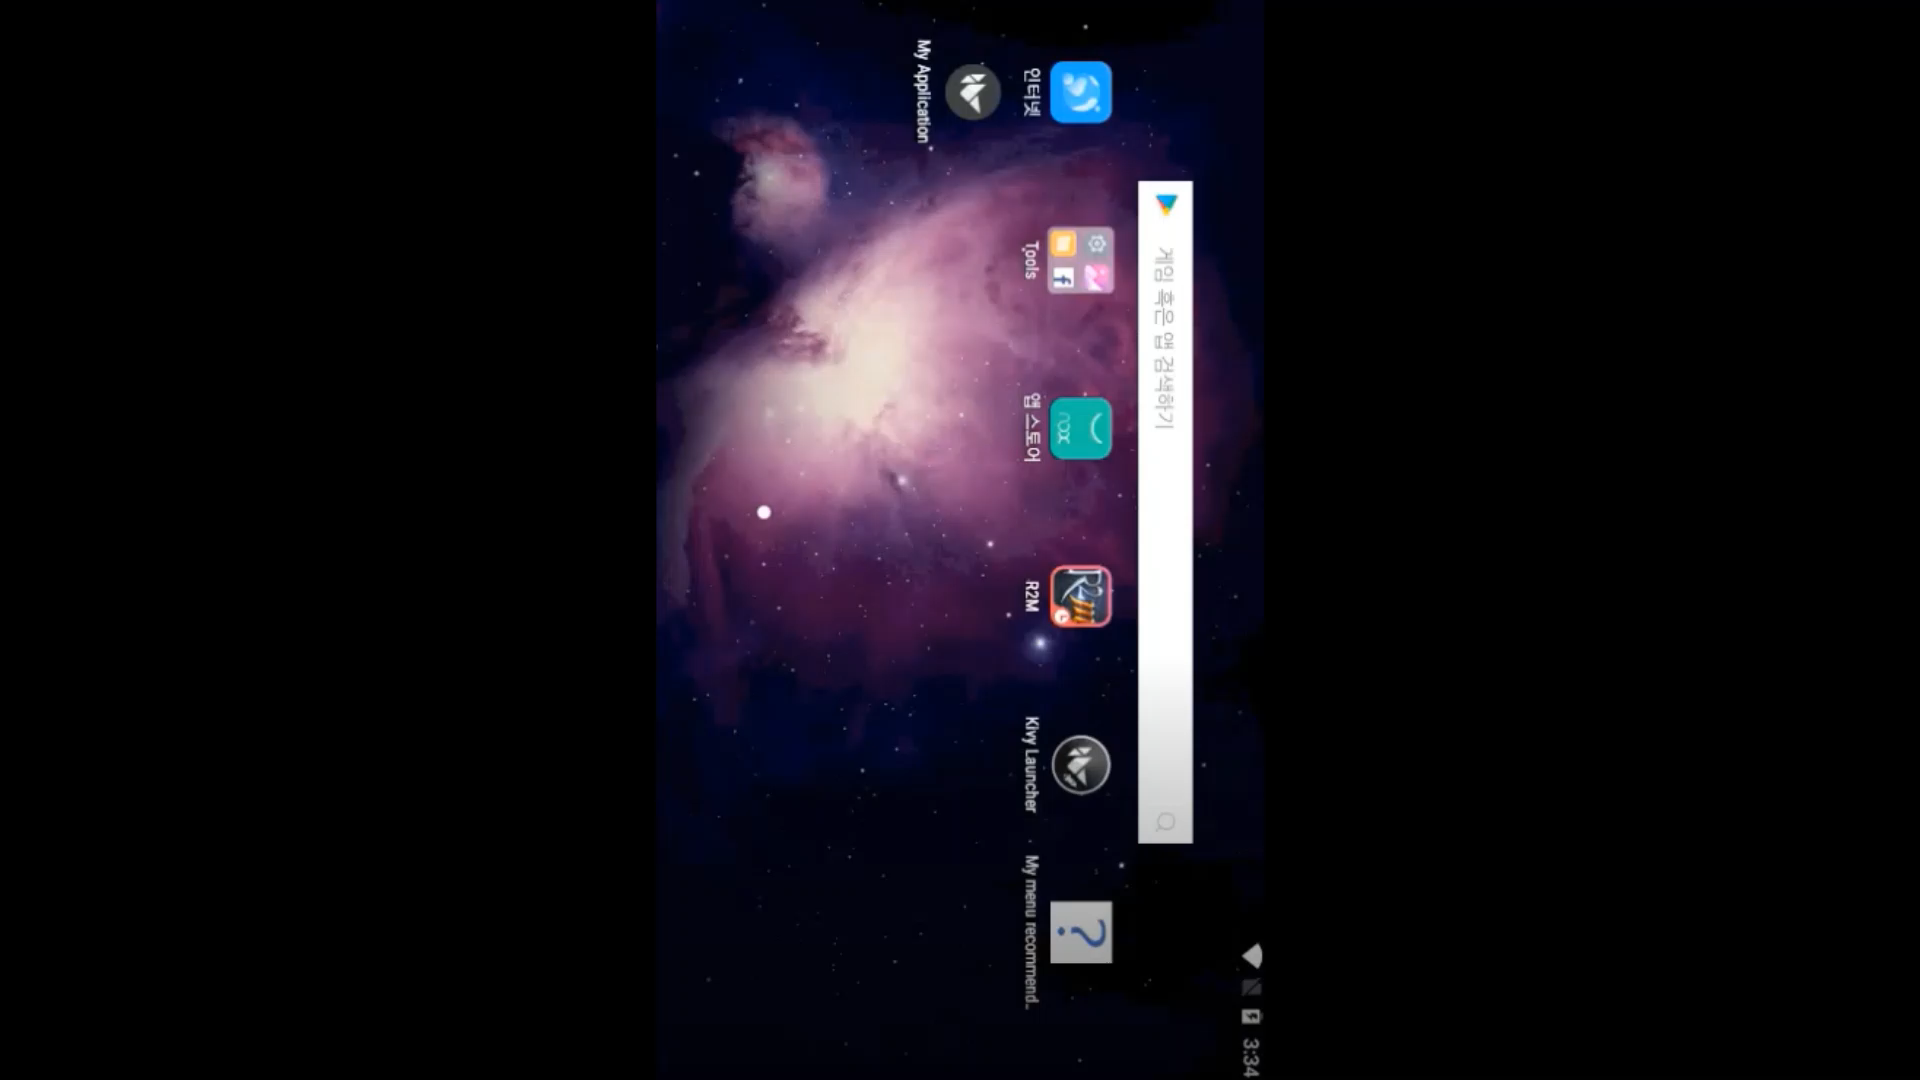 3:34
게임 혹은 앱 검색하기
인터넷
Tools
앱 스토어
nox
R2M
Kivy Launcher
My menu recommend..
My Application